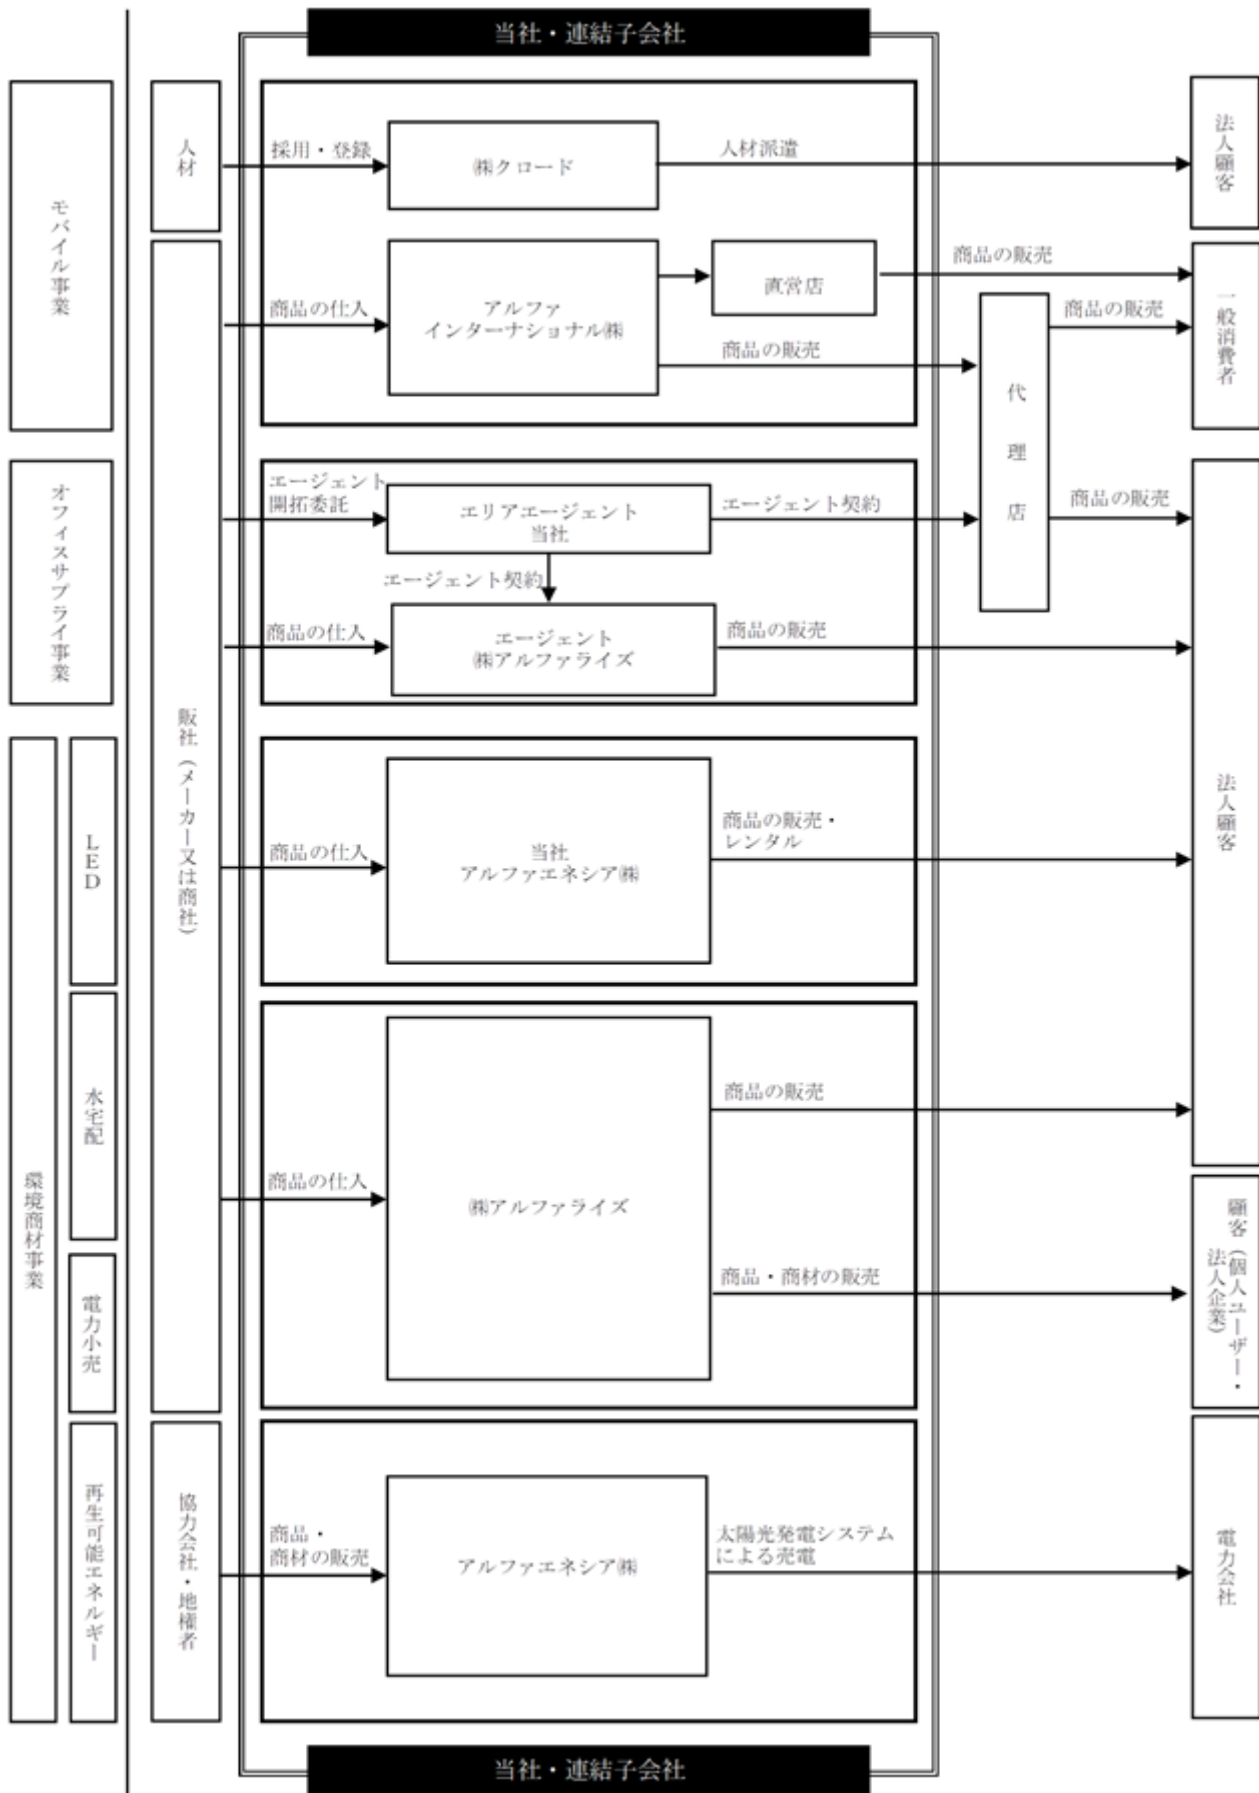 当社・連結子会社
モバイル事業
人材
採用・登録
㈱クロード
人材派遣
法人顧客
商品の仕入
アルファ
インターナショナル㈱
直営店
商品の販売
商品の販売
商品の販売
一般消費者
代理店
オフィスサプライ事業
エージェント
開拓委託
エリアエージェント
当社
エージェント契約
商品の販売
エージェント契約
商品の仕入
エージェント
㈱アルファライズ
商品の販売
販社（メーカー又は商社）
法人顧客
環境商材事業
LED
商品の仕入
当社
アルファエネシア㈱
商品の販売・
レンタル
水宅配
商品の仕入
㈱アルファライズ
商品の販売
電力小売
商品・商材の販売
顧客（個人ユーザー・
法人企業）
再生可能エネルギー
協力会社・地権者
商品・
商材の販売
アルファエネシア㈱
太陽光発電システム
による売電
電力会社
当社・連結子会社